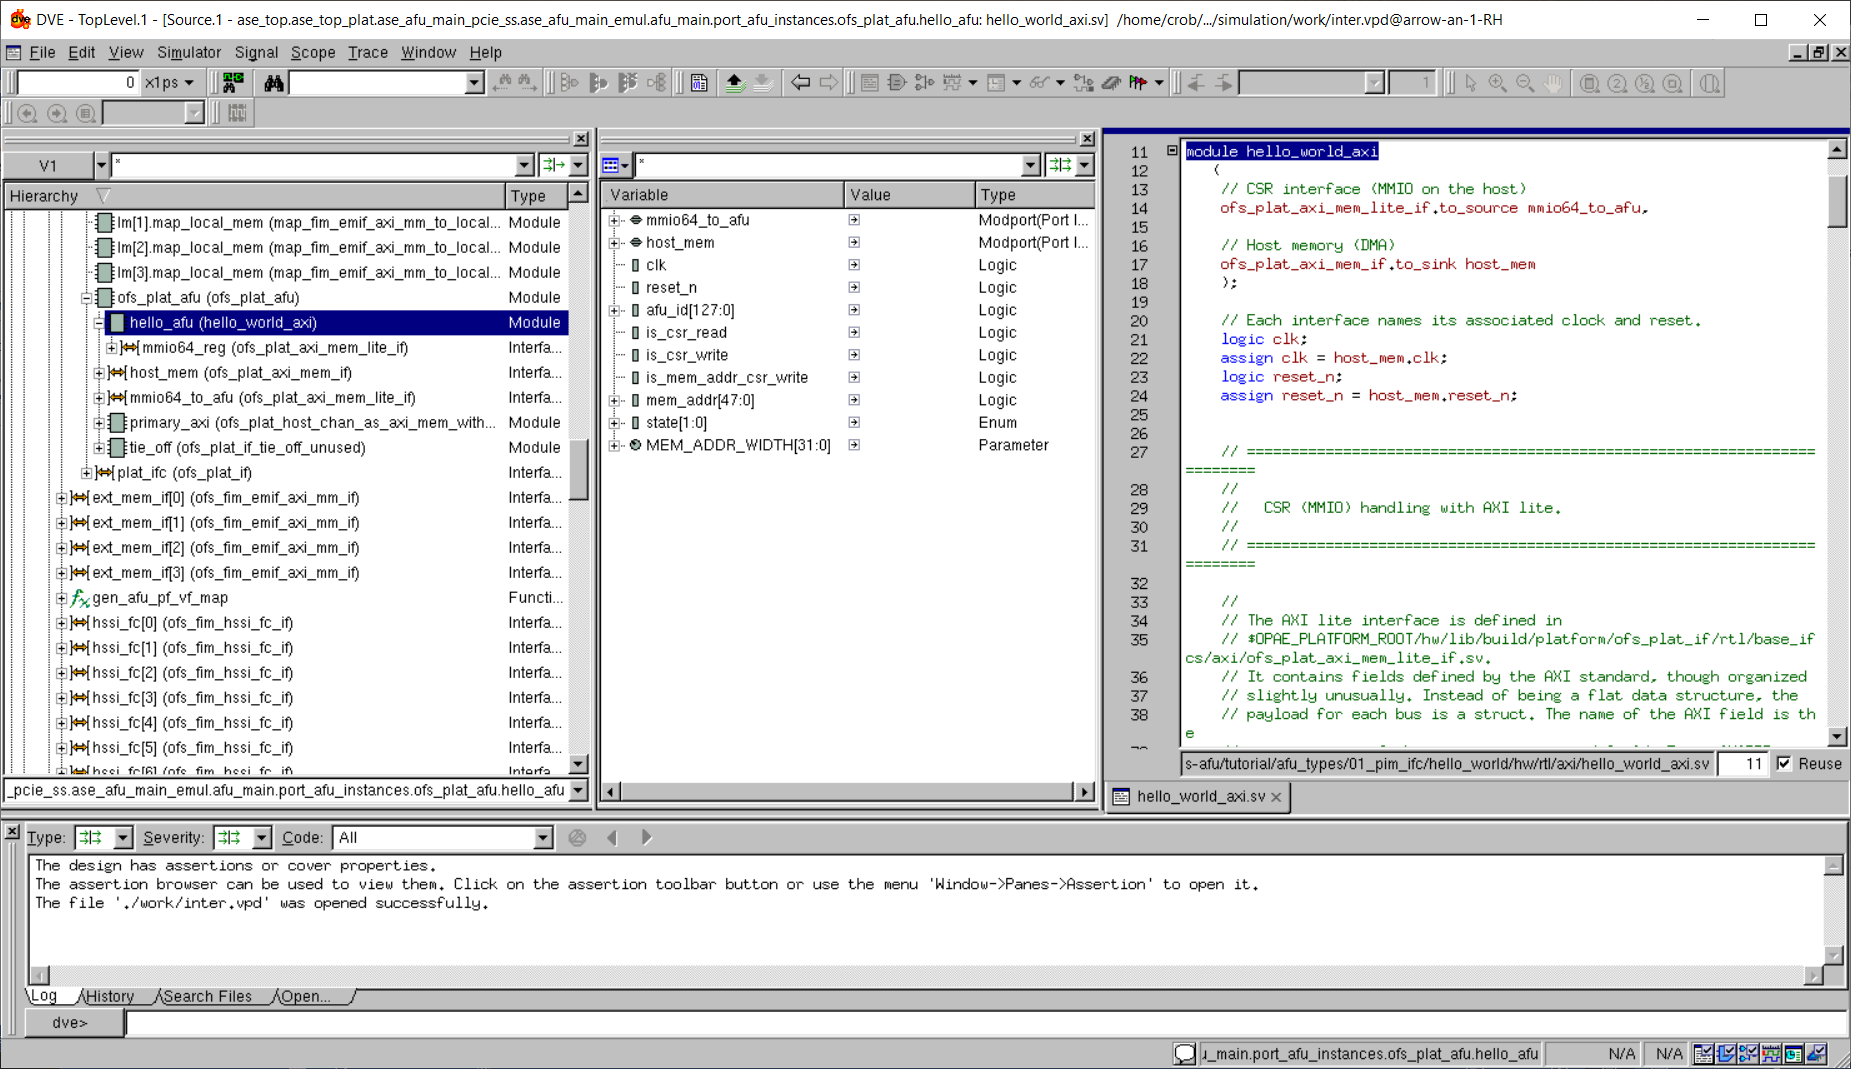 DVE - TopLevel.1 - [Source.1 - ase_top.ase_top_plat.ase_afu_main_pcie_ss.ase_afu_main_emul.afu_main.port_afu_instances.ofs_plat_afu.hello_afu: hello_world_axi.sv] /home/crob/.../simulation/work/inter.vpd@arrow-an-1-RH
File Edit View Simulator Signal Scope Trace Window Help
0 x1ps
1
V1 *
Hierarchy Type
lm[1].map_local_mem (map_fim_emif_axi_mm_to_local... Module
lm[2].map_local_mem (map_fim_emif_axi_mm_to_local... Module
lm[3].map_local_mem (map_fim_emif_axi_mm_to_local... Module
ofs_plat_afu (ofs_plat_afu) Module
hello_afu (hello_world_axi) Module
mmio64_reg (ofs_plat_axi_mem_lite_if) Interfa...
host_mem (ofs_plat_axi_mem_if) Interfa...
mmio64_to_afu (ofs_plat_axi_mem_lite_if) Interfa...
primary_axi (ofs_plat_host_chan_as_axi_mem_with... Module
tie_off (ofs_plat_if_tie_off_unused) Module
plat_ifc (ofs_plat_if) Interfa...
ext_mem_if[0] (ofs_fim_emif_axi_mm_if) Interfa...
ext_mem_if[1] (ofs_fim_emif_axi_mm_if) Interfa...
ext_mem_if[2] (ofs_fim_emif_axi_mm_if) Interfa...
ext_mem_if[3] (ofs_fim_emif_axi_mm_if) Interfa...
gen_afu_pf_vf_map Functi...
hssi_fc[0] (ofs_fim_hssi_fc_if) Interfa...
hssi_fc[1] (ofs_fim_hssi_fc_if) Interfa...
hssi_fc[2] (ofs_fim_hssi_fc_if) Interfa...
hssi_fc[3] (ofs_fim_hssi_fc_if) Interfa...
hssi_fc[4] (ofs_fim_hssi_fc_if) Interfa...
hssi_fc[5] (ofs_fim_hssi_fc_if) Interfa...
hssi_fc[6] (ofs_fim_hssi_fc_if) Interfa...
_pcie_ss.ase_afu_main_emul.afu_main.port_afu_instances.ofs_plat_afu.hello_afu
*
Variable Value Type
mmio64_to_afu Modport(Port I...
host_mem Modport(Port I...
clk Logic
reset_n Logic
afu_id[127:0] Logic
is_csr_read Logic
is_csr_write Logic
is_mem_addr_csr_write Logic
mem_addr[47:0] Logic
state[1:0] Enum
MEM_ADDR_WIDTH[31:0] Parameter
11 module hello_world_axi
12 (
13 // CSR interface (MMIO on the host)
14 ofs_plat_axi_mem_lite_if.to_source mmio64_to_afu,
15
16 // Host memory (DMA)
17 ofs_plat_axi_mem_if.to_sink host_mem
18 );
19
20 // Each interface names its associated clock and reset.
21 logic clk;
22 assign clk = host_mem.clk;
23 logic reset_n;
24 assign reset_n = host_mem.reset_n;
25
26
27 // ==================================================================
========
28 //
29 // CSR (MMIO) handling with AXI lite.
30 //
31 // ==================================================================
========
32
33 //
34 // The AXI lite interface is defined in
35 // $OPAE_PLATFORM_ROOT/hw/lib/build/platform/ofs_plat_if/rtl/base_if
cs/axi/ofs_plat_axi_mem_lite_if.sv.
36 // It contains fields defined by the AXI standard, though organized
37 // slightly unusually. Instead of being a flat data structure, the
38 // payload for each bus is a struct. The name of the AXI field is th
e
s-afu/tutorial/afu_types/01_pim_ifc/hello_world/hw/rtl/axi/hello_world_axi.sv 11 Reuse
hello_world_axi.sv
Type: Severity: Code: All
The design has assertions or cover properties.
The assertion browser can be used to view them. Click on the assertion toolbar button or use the menu 'Window->Panes->Assertion' to open it.
The file './work/inter.vpd' was opened successfully.
Log History Search Files Open...
dve>
_main.port_afu_instances.ofs_plat_afu.hello_afu N/A N/A